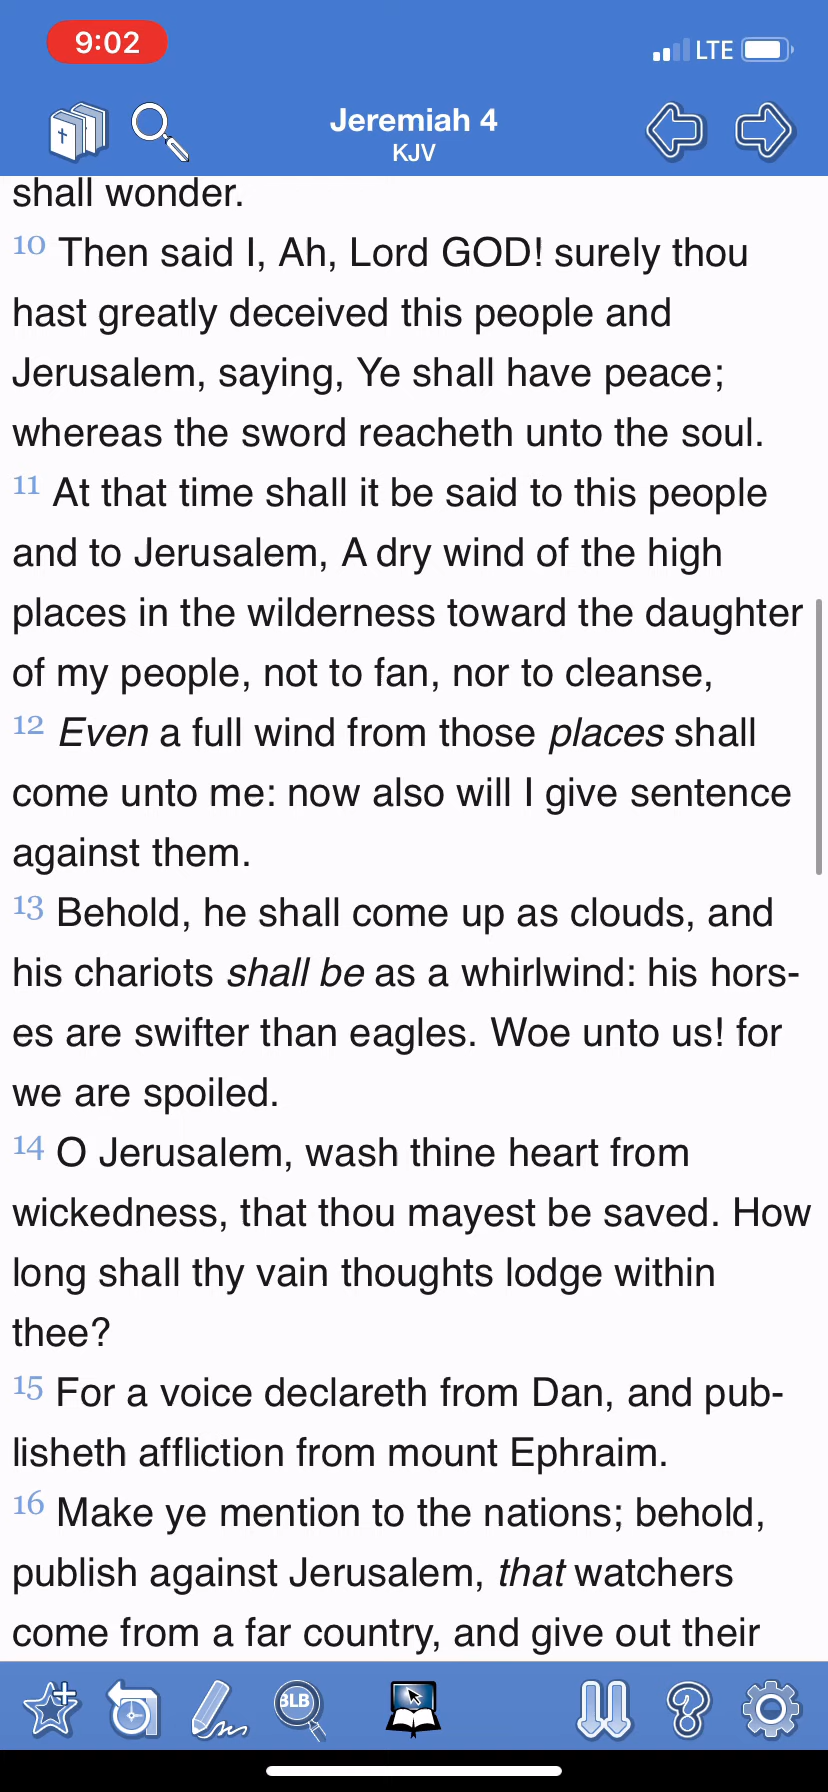 9:02
LTE
Jeremiah 4
KJV
shall wonder.
10 Then said I, Ah, Lord GOD! surely thou
hast greatly deceived this people and
Jerusalem, saying, Ye shall have peace;
whereas the sword reacheth unto the soul.
11 At that time shall it be said to this people
and to Jerusalem, A dry wind of the high
places in the wilderness toward the daughter
of my people, not to fan, nor to cleanse,
12 Even a full wind from those places shall
come unto me: now also will I give sentence
against them.
13 Behold, he shall come up as clouds, and
his chariots shall be as a whirlwind: his hors-
es are swifter than eagles. Woe unto us! for
we are spoiled.
14 O Jerusalem, wash thine heart from
wickedness, that thou mayest be saved. How
long shall thy vain thoughts lodge within
thee?
15 For a voice declareth from Dan, and pub-
lisheth affliction from mount Ephraim.
16 Make ye mention to the nations; behold,
publish against Jerusalem, that watchers
come from a far country, and give out their
BLB